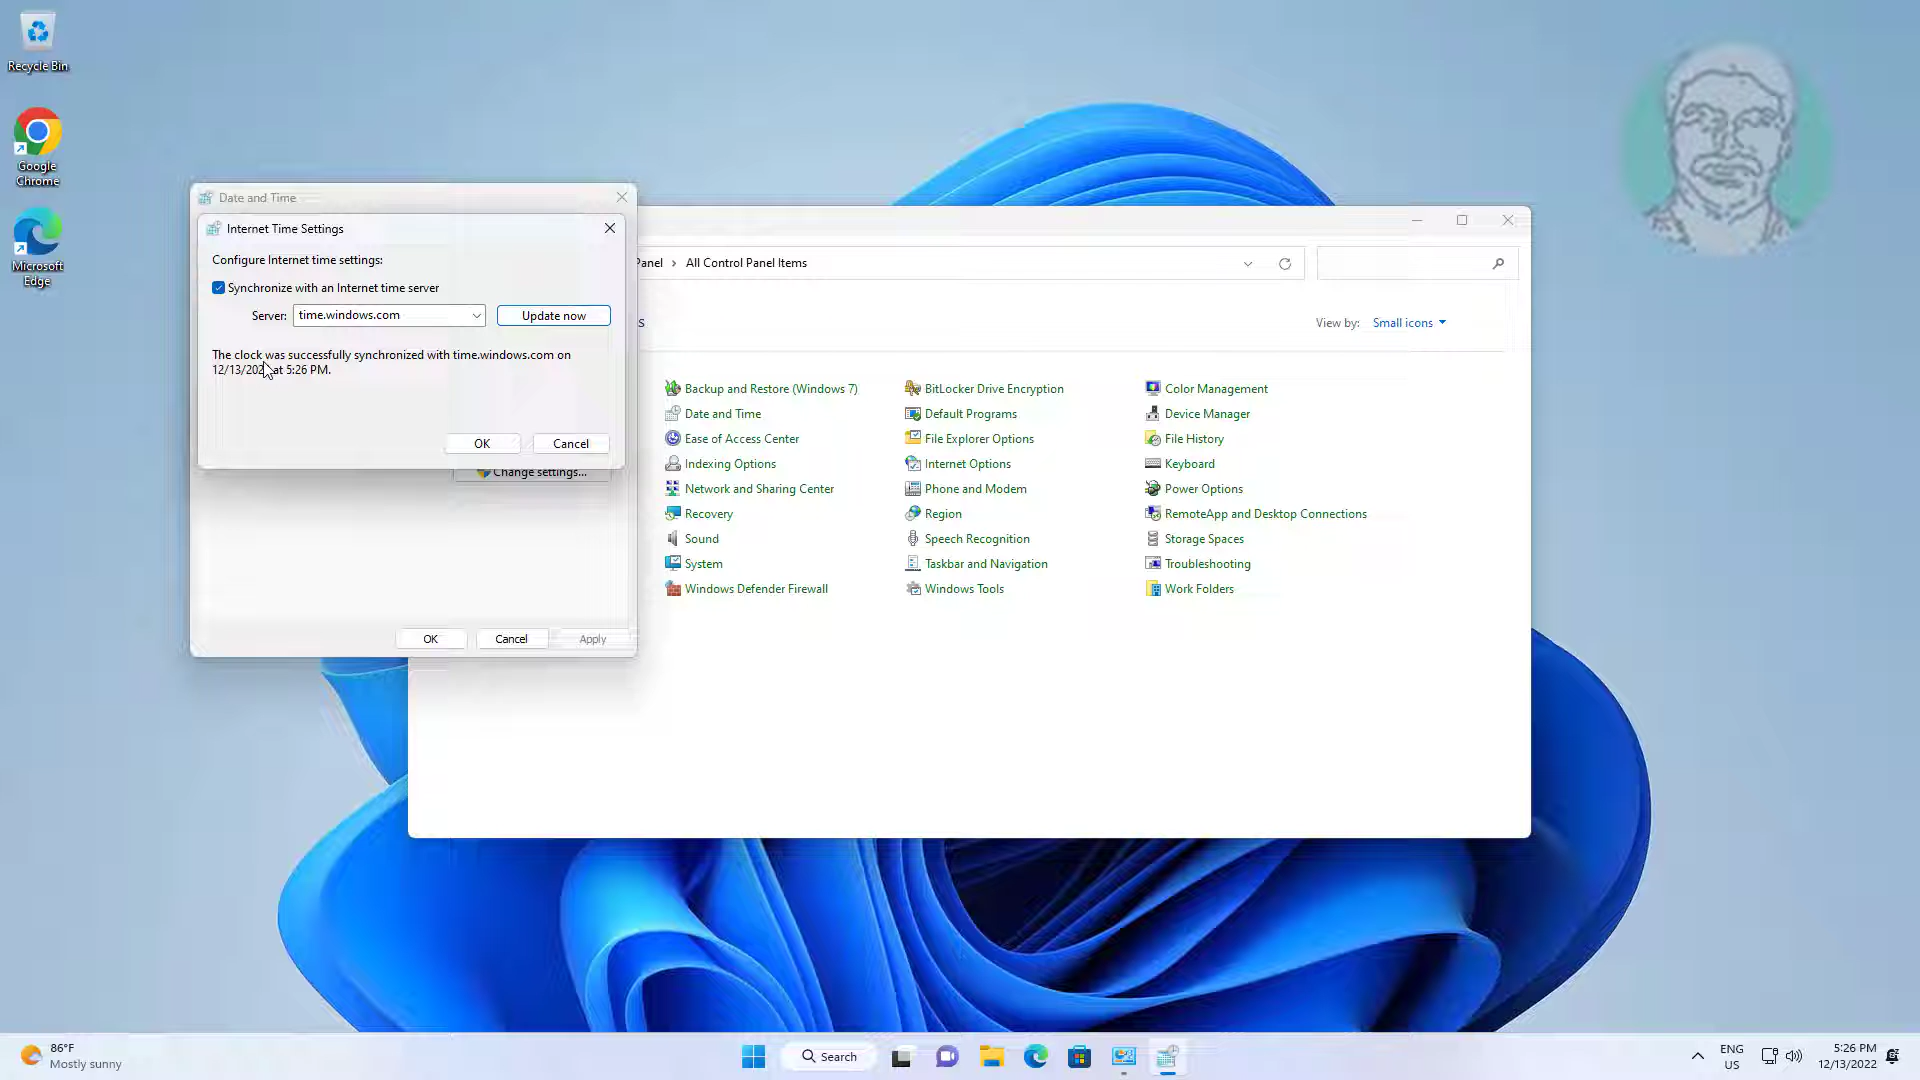 Recycle Bin
Google
Chrome
Microsoft
Edge
Date and Time
Internet Time Settings
Configure Internet time settings:
Synchronize with an Internet time server
Server: time.windows.com Update now
The clock was successfully synchronized with time.windows.com on
12/13/202 at 5:26 PM.
OK Cancel
Change settings...
OK Cancel Apply
Panel > All Control Panel Items
s
View by: Small icons
Backup and Restore (Windows 7) BitLocker Drive Encryption Color Management
Date and Time Default Programs Device Manager
Ease of Access Center File Explorer Options File History
Indexing Options Internet Options Keyboard
Network and Sharing Center Phone and Modem Power Options
Recovery Region RemoteApp and Desktop Connections
Sound Speech Recognition Storage Spaces
System Taskbar and Navigation Troubleshooting
Windows Defender Firewall Windows Tools Work Folders
86°F
Mostly sunny
Search
ENG
US
5:26 PM
12/13/2022